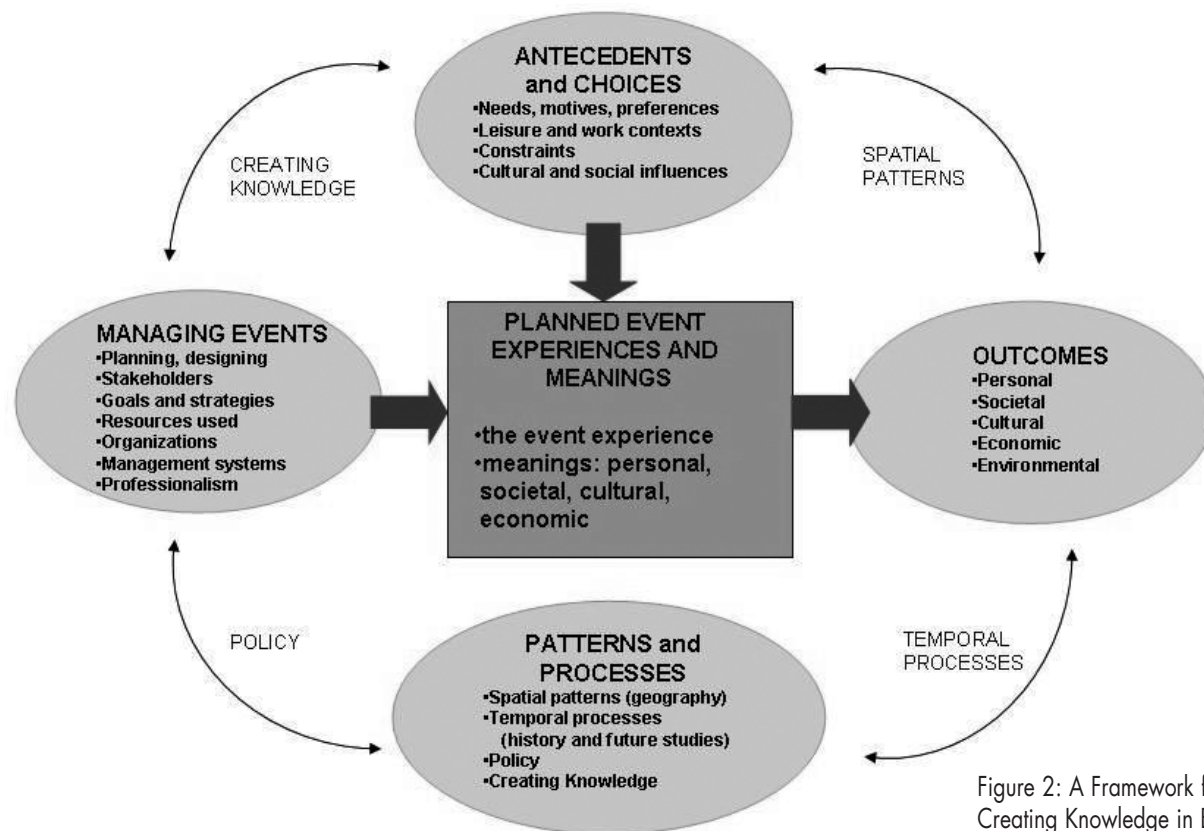 ANTECEDENTS
and CHOICES
•Needs, motives, preferences
•Leisure and work contexts
•Constraints
•Cultural and social influences
CREATING
KNOWLEDGE
SPATIAL
PATTERNS
MANAGING EVENTS
•Planning, designing
•Stakeholders
•Goals and strategies
•Resources used
•Organizations
•Management systems
•Professionalism
PLANNED EVENT
EXPERIENCES AND
MEANINGS
•the event experience
•meanings: personal,
societal, cultural,
economic
OUTCOMES
•Personal
•Societal
•Cultural
•Economic
•Environmental
POLICY
TEMPORAL
PROCESSES
PATTERNS and
PROCESSES
•Spatial patterns (geography)
•Temporal processes
(history and future studies)
•Policy
•Creating Knowledge
Figure 2: A Framework
Creating Knowledge in